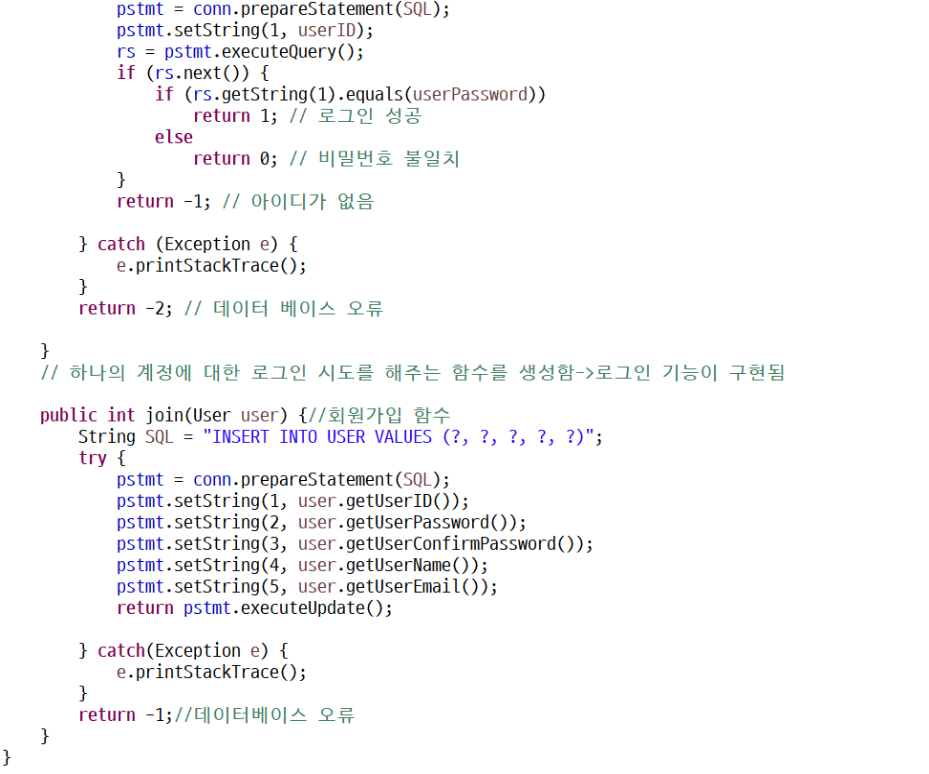 pstmt = conn.prepareStatement(SQL);
pstmt.setString(1, userID);
rs = pstmt.executeQuery();
if (rs.next()) {
if (rs.getString(1).equals(userPassword))
return 1; // 로그인 성공
else
return 0; // 비밀번호 불일치
}
return -1; // 아이디가 없음
} catch (Exception e) {
e.printStackTrace();
}
return -2; // 데이터 베이스 오류
}
// 하나의 계정에 대한 로그인 시도를 해주는 함수를 생성함->로그인 기능이 구현됨
public int join(User user) {//회원가입 함수
String SQL = "INSERT INTO USER VALUES (?, ?, ?, ?, ?)";
try {
pstmt = conn.prepareStatement(SQL);
pstmt.setString(1, user.getUserID());
pstmt.setString(2, user.getUserPassword());
pstmt.setString(3, user.getUserConfirmPassword());
pstmt.setString(4, user.getUserName());
pstmt.setString(5, user.getUserEmail());
return pstmt.executeUpdate();
} catch(Exception e) {
e.printStackTrace();
}
return -1;//데이터베이스 오류
}
}